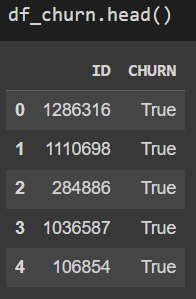 df_churn.head()
ID CHURN
0 1286316 True
1 1110698 True
2 284886 True
3 1036587 True
4 106854 True